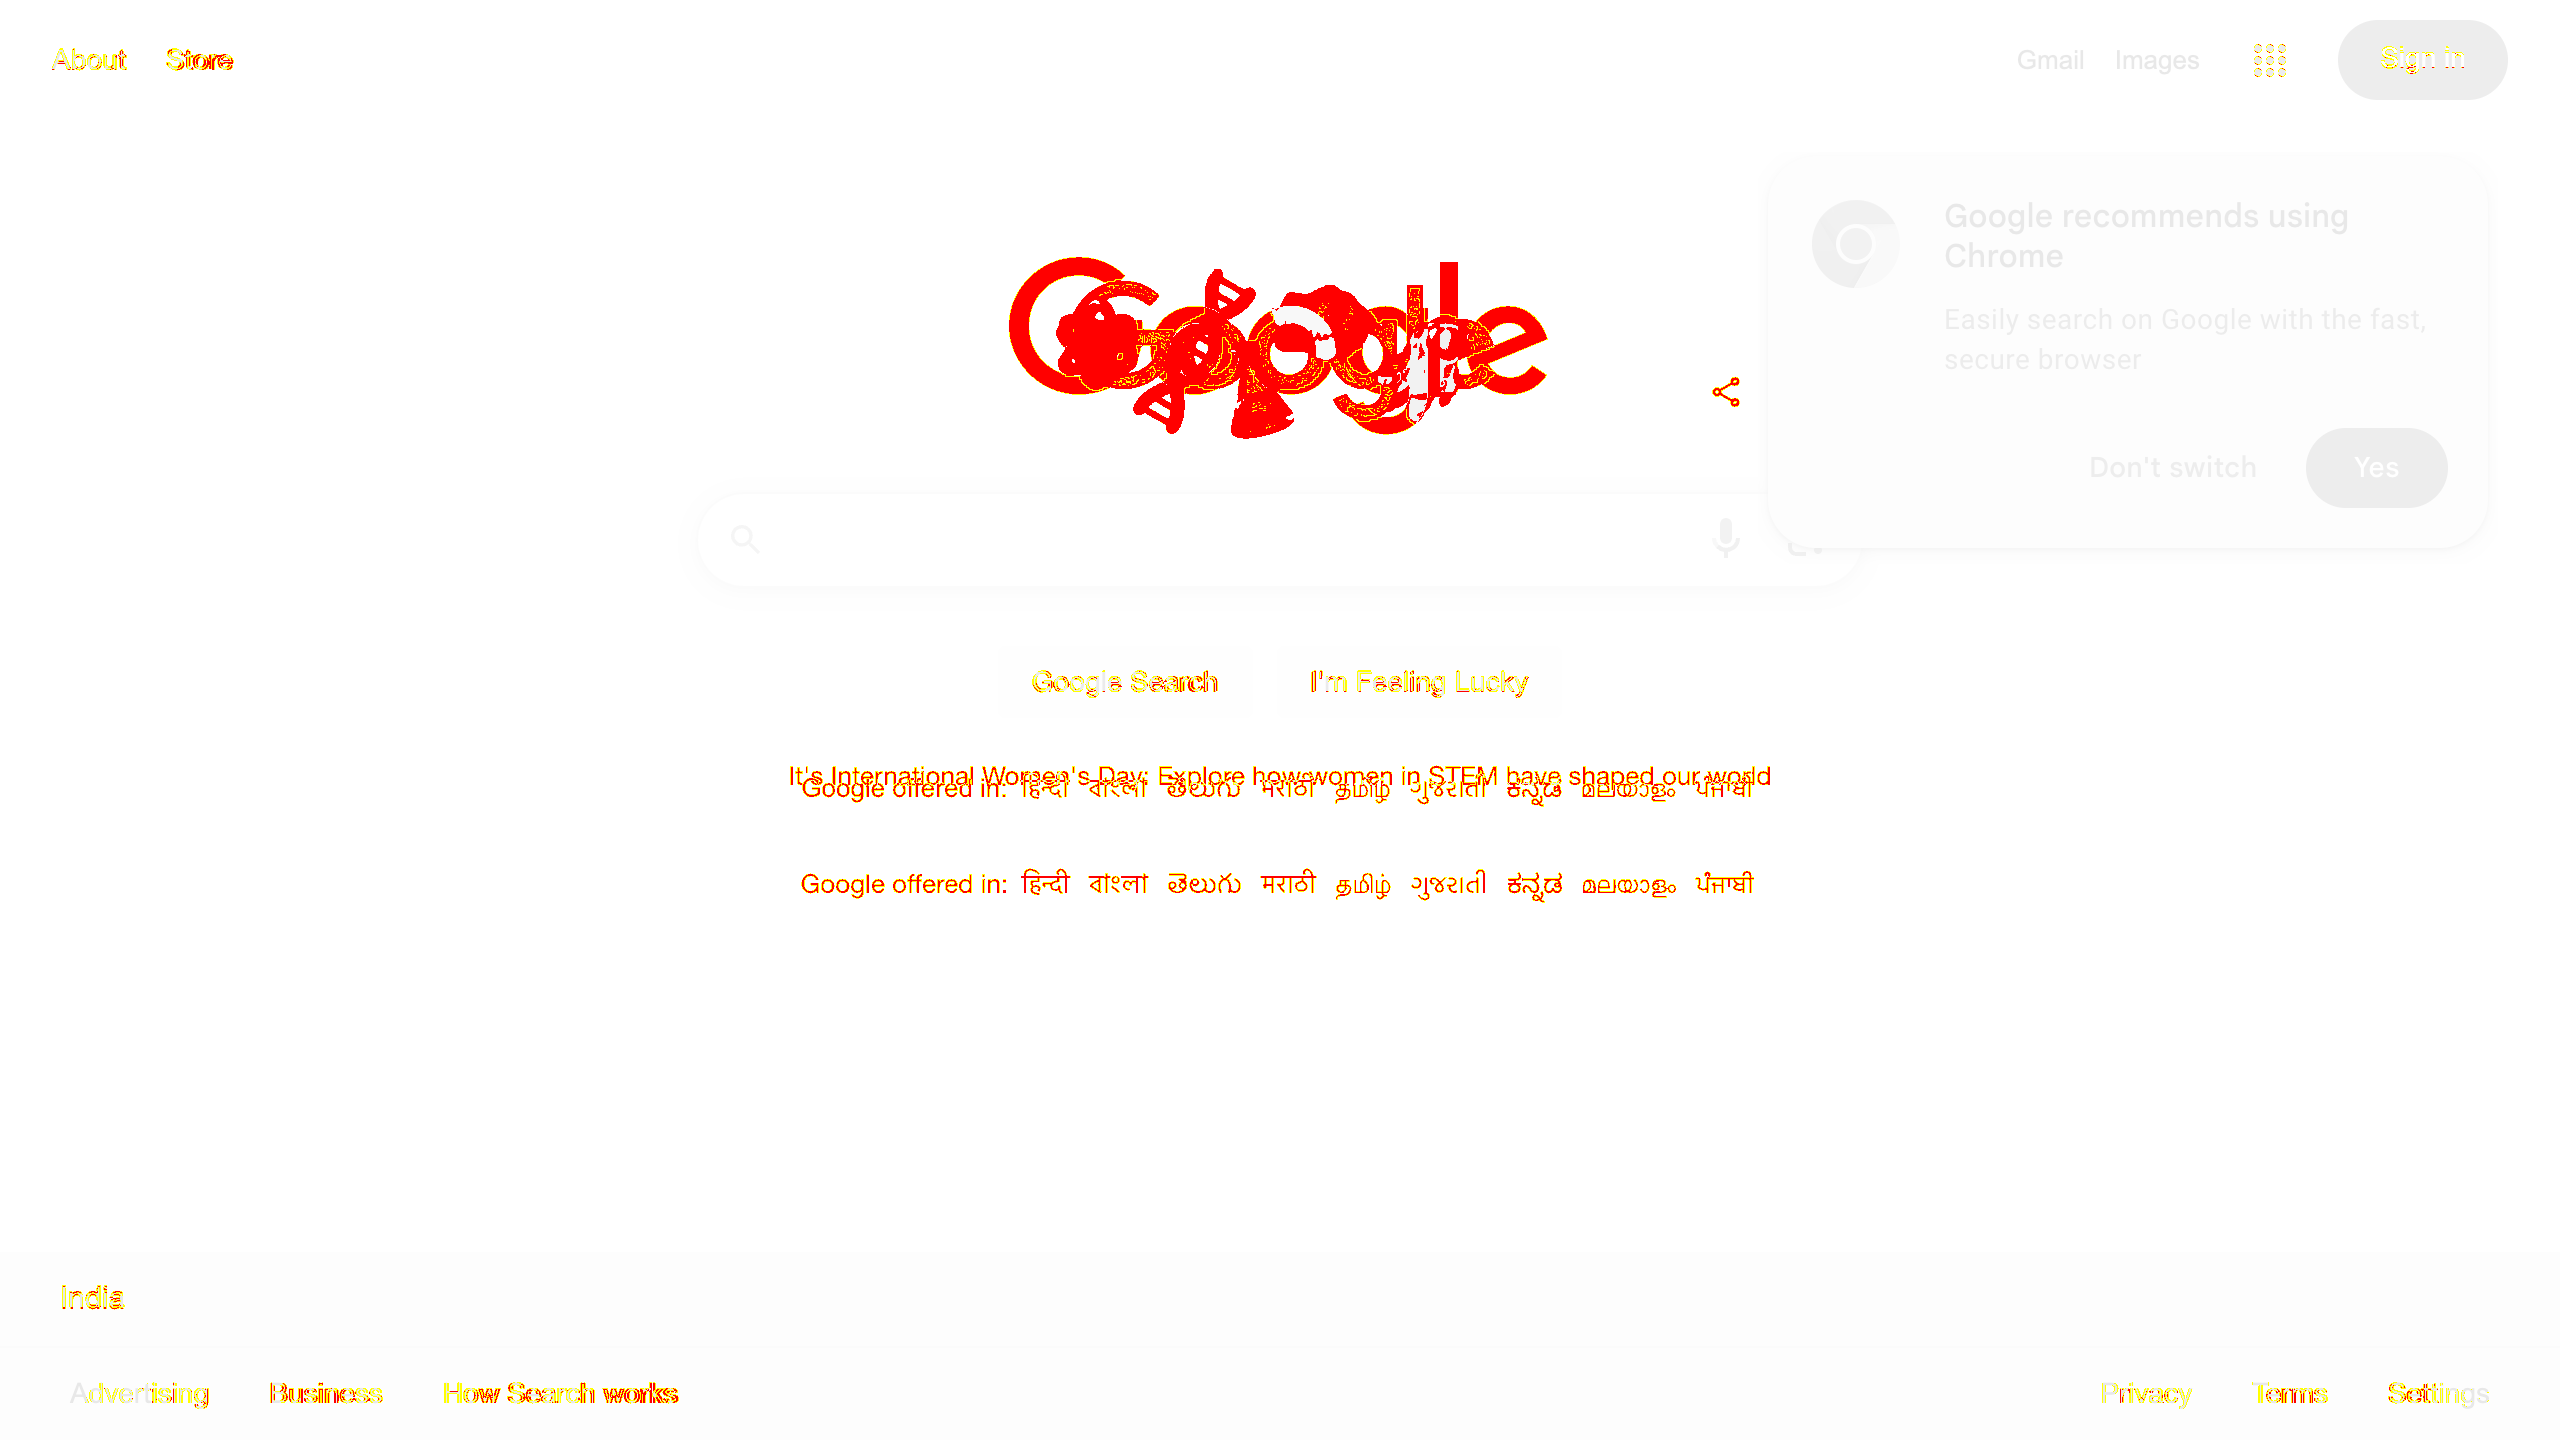 About Store Gmail Images Sign in
Google recommends using
Chrome
Easily search on Google with the fast,
secure browser
Don't switch Yes
Google
Google Search I'm Feeling Lucky
It's International Women's Day: Explore how women in STEM have shaped our world
Google offered in: हिन्दी বাংলা తెలుగు मराठी தமிழ் ગુજરાતી ಕನ್ನಡ മലയാളം ਪੰਜਾਬੀ
Google offered in: हिन्दी বাংলা తెలుగు मराठी தமிழ் ગુજરાતી ಕನ್ನಡ മലയാളം ਪੰਜਾਬੀ
India
Advertising Business How Search works Privacy Terms Settings